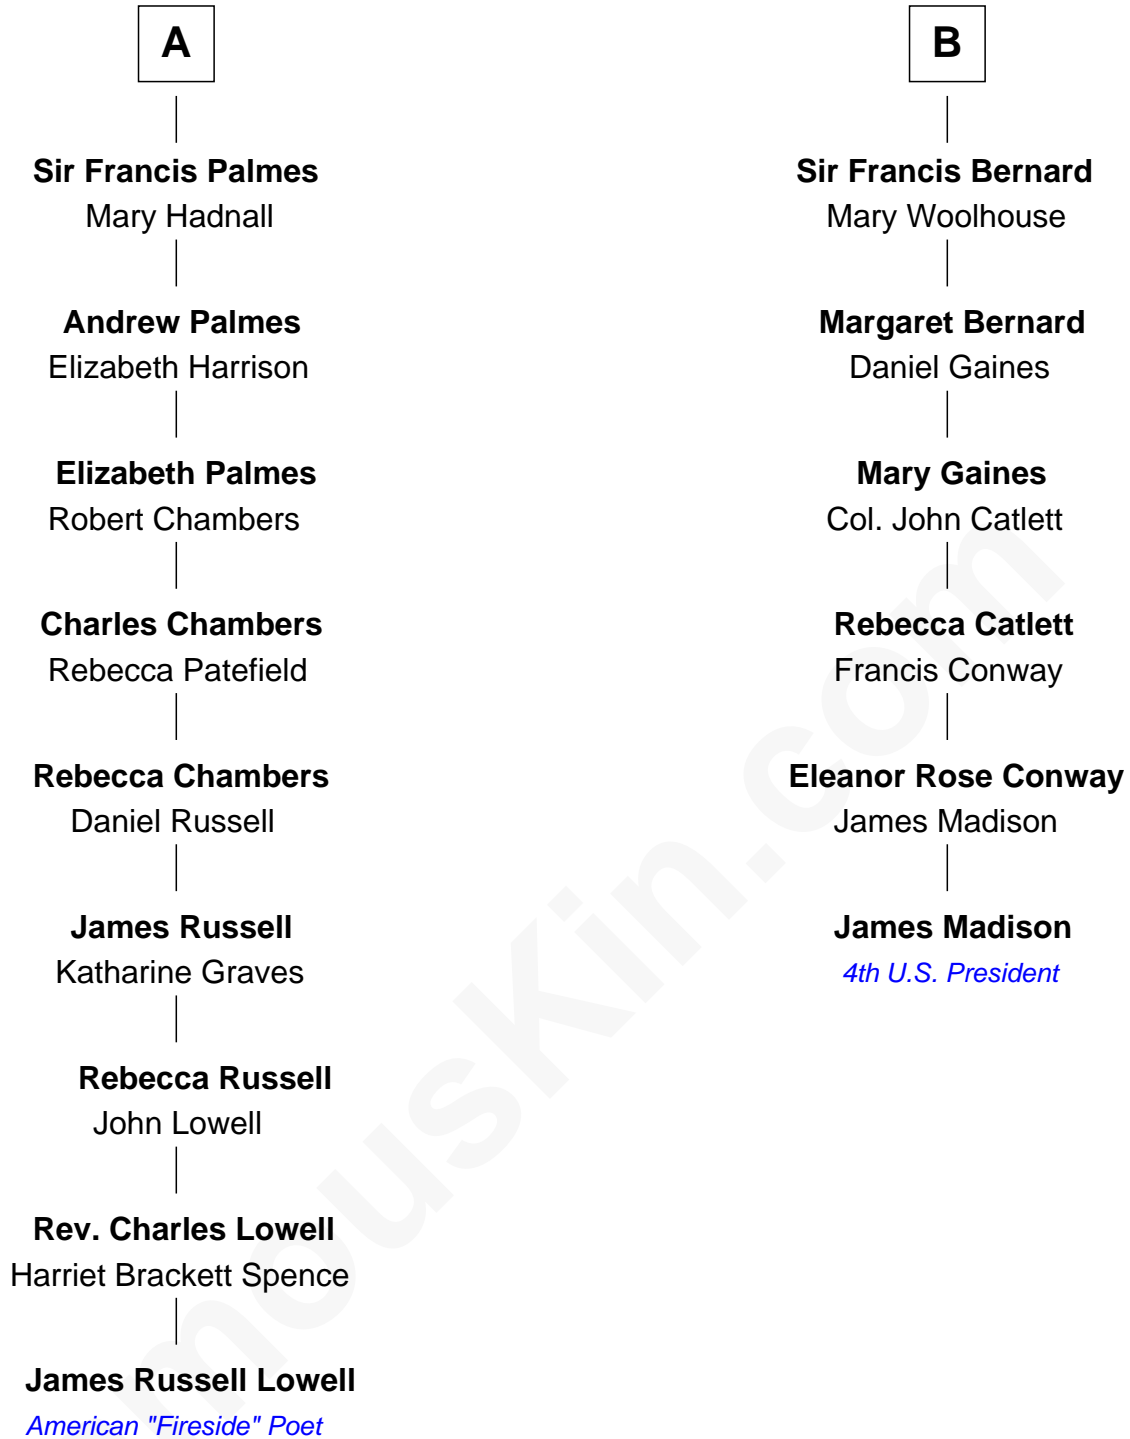 A
Sir Francis Palmes
Mary Hadnall
Andrew Palmes
Elizabeth Harrison
Elizabeth Palmes
Robert Chambers
Charles Chambers
Rebecca Patefield
Rebecca Chambers
Daniel Russell
James Russell
Katharine Graves
Rebecca Russell
John Lowell
Rev. Charles Lowell
Harriet Brackett Spence
James Russell Lowell
American "Fireside" Poet
B
Sir Francis Bernard
Mary Woolhouse
Margaret Bernard
Daniel Gaines
Mary Gaines
Col. John Catlett
Rebecca Catlett
Francis Conway
Eleanor Rose Conway
James Madison
James Madison
4th U.S. President
mouskin.com